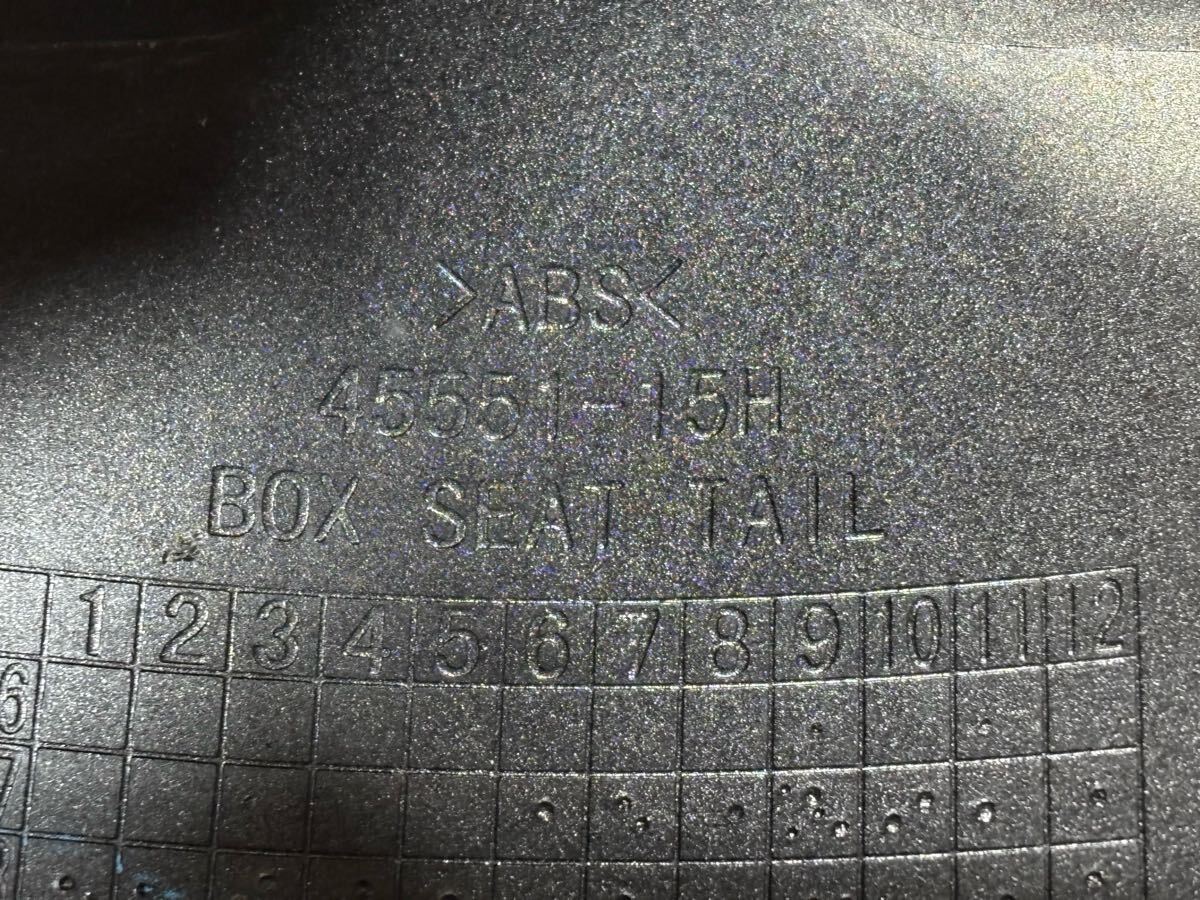 >ABS<
45551-15H
BOX SEAT TAIL
1 2 3 4 5 6 7 8 9 10 11 12
6
7